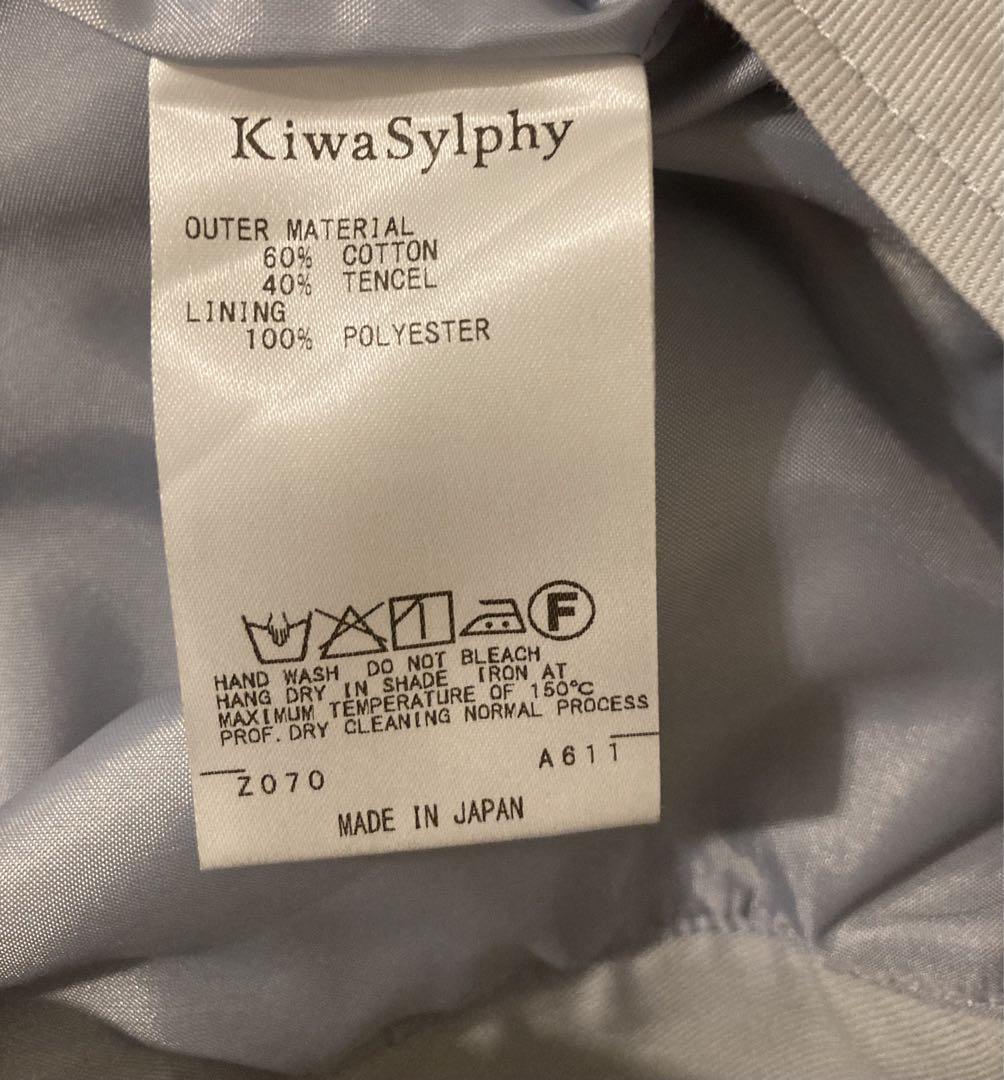 KiwaSylphy
OUTER MATERIAL
60% COTTON
40% TENCEL
LINING
100% POLYESTER
F
HAND WASH DO NOT BLEACH
HANG DRY IN SHADE IRON AT
MAXIMUM TEMPERATURE OF 150℃
PROF. DRY CLEANING NORMAL PROCESS
Z070 A611
MADE IN JAPAN